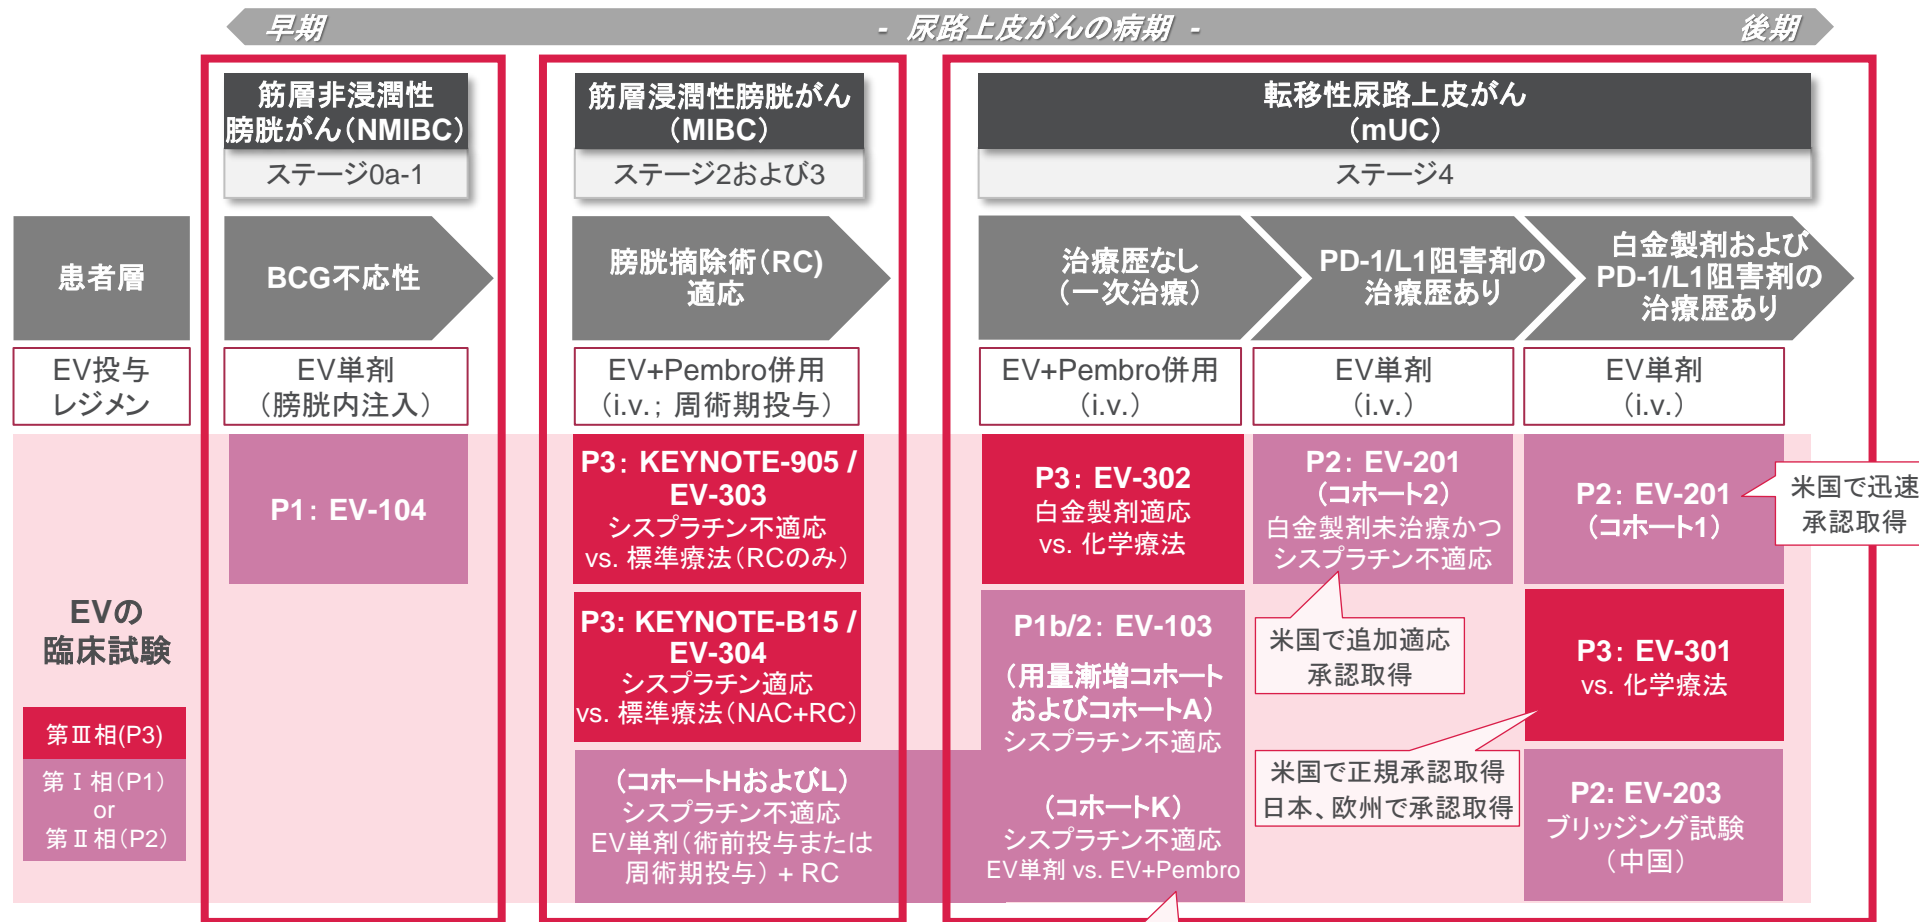 早期
- 尿路上皮がんの病期 -
後期
筋層非浸潤性
膀胱がん(NMIBC)
ステージ0a-1
筋層浸潤性膀胱がん
(MIBC)
ステージ2および3
転移性尿路上皮がん
(mUC)
ステージ4
患者層
BCG不応性
膀胱摘除術(RC)
適応
治療歴なし
(一次治療)
PD-1/L1阻害剤の
治療歴あり
白金製剤および
PD-1/L1阻害剤の
治療歴あり
EV投与
レジメン
EV単剤
(膀胱内注入)
EV+Pembro併用
(i.v.; 周術期投与)
EV+Pembro併用
(i.v.)
EV単剤
(i.v.)
EV単剤
(i.v.)
EVの
臨床試験
第Ⅲ相(P3)
第Ⅰ相(P1)
or
第Ⅱ相(P2)
P1: EV-104
P3: KEYNOTE-905 /
EV-303
シスプラチン不適応
vs. 標準療法(RCのみ)
P3: KEYNOTE-B15 /
EV-304
シスプラチン適応
vs. 標準療法(NAC+RC)
(コホートHおよびL)
シスプラチン不適応
EV単剤(術前投与または
周術期投与) + RC
P3: EV-302
白金製剤適応
vs. 化学療法
P1b/2: EV-103
(用量漸増コホート
およびコホートA)
シスプラチン不適応
(コホートK)
シスプラチン不適応
EV単剤 vs. EV+Pembro
P2: EV-201
(コホート2)
白金製剤未治療かつ
シスプラチン不適応
米国で追加適応
承認取得
P2: EV-201
(コホート1)
米国で迅速
承認取得
P3: EV-301
vs. 化学療法
米国で正規承認取得
日本、欧州で承認取得
P2: EV-203
ブリッジング試験
(中国)